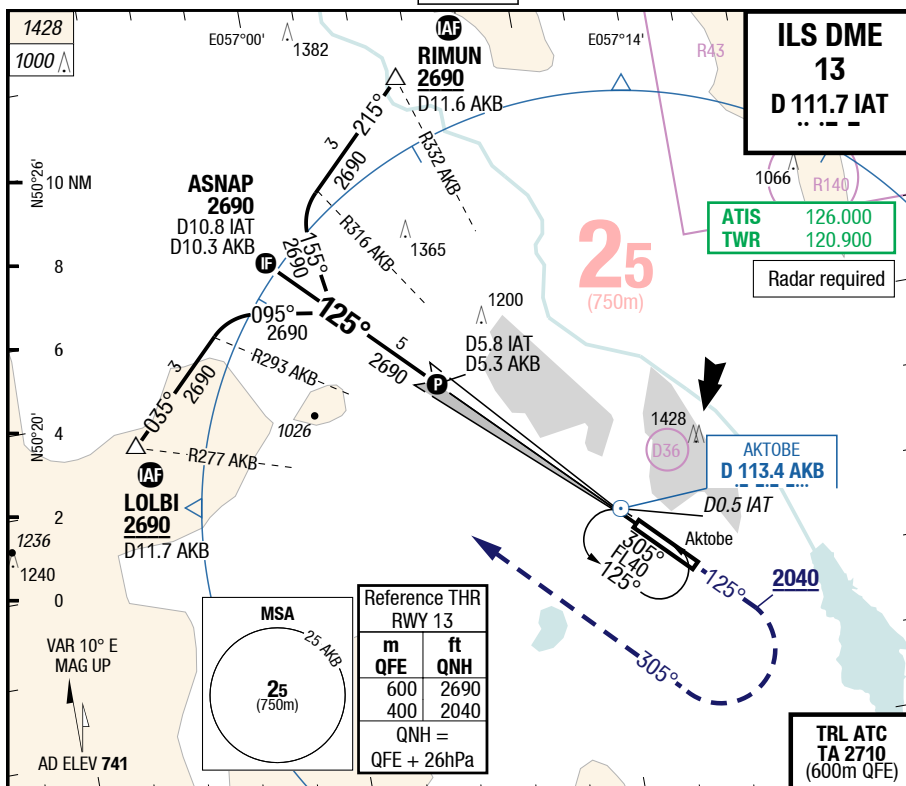 1428
1000
E057°00'
1382
IAF
RIMUN
2690
D11.6 AKB
E057°14'
R43
ILS DME
13
D 111.7 IAT
1066
R140
ATIS 126.000
TWR 120.900
Radar required
N50°26'
10 NM
8
6
N50°20'
4
2
0
215°
3
2690
R332 AKB
ASNAP
2690
D10.8 IAT
D10.3 AKB
IF
155°
2690
R316 AKB
1365
25
(750m)
1200
D5.8 IAT
D5.3 AKB
125°
5
2690
P
095°
2690
R293 AKB
3
2690
035°
1026
R277 AKB
IAF
LOLBI
2690
D11.7 AKB
1428
D36
AKTOBE
D 113.4 AKB
D0.5 IAT
Aktobe
305°
FL40
125°
125°
2040
305°
1236
1240
VAR 10° E
MAG UP
AD ELEV 741
MSA
25 AKB
25
(750m)
Reference THR
RWY 13
m ft
QFE QNH
600 2690
400 2040
QNH =
QFE + 26hPa
TRL ATC
TA 2710
(600m QFE)